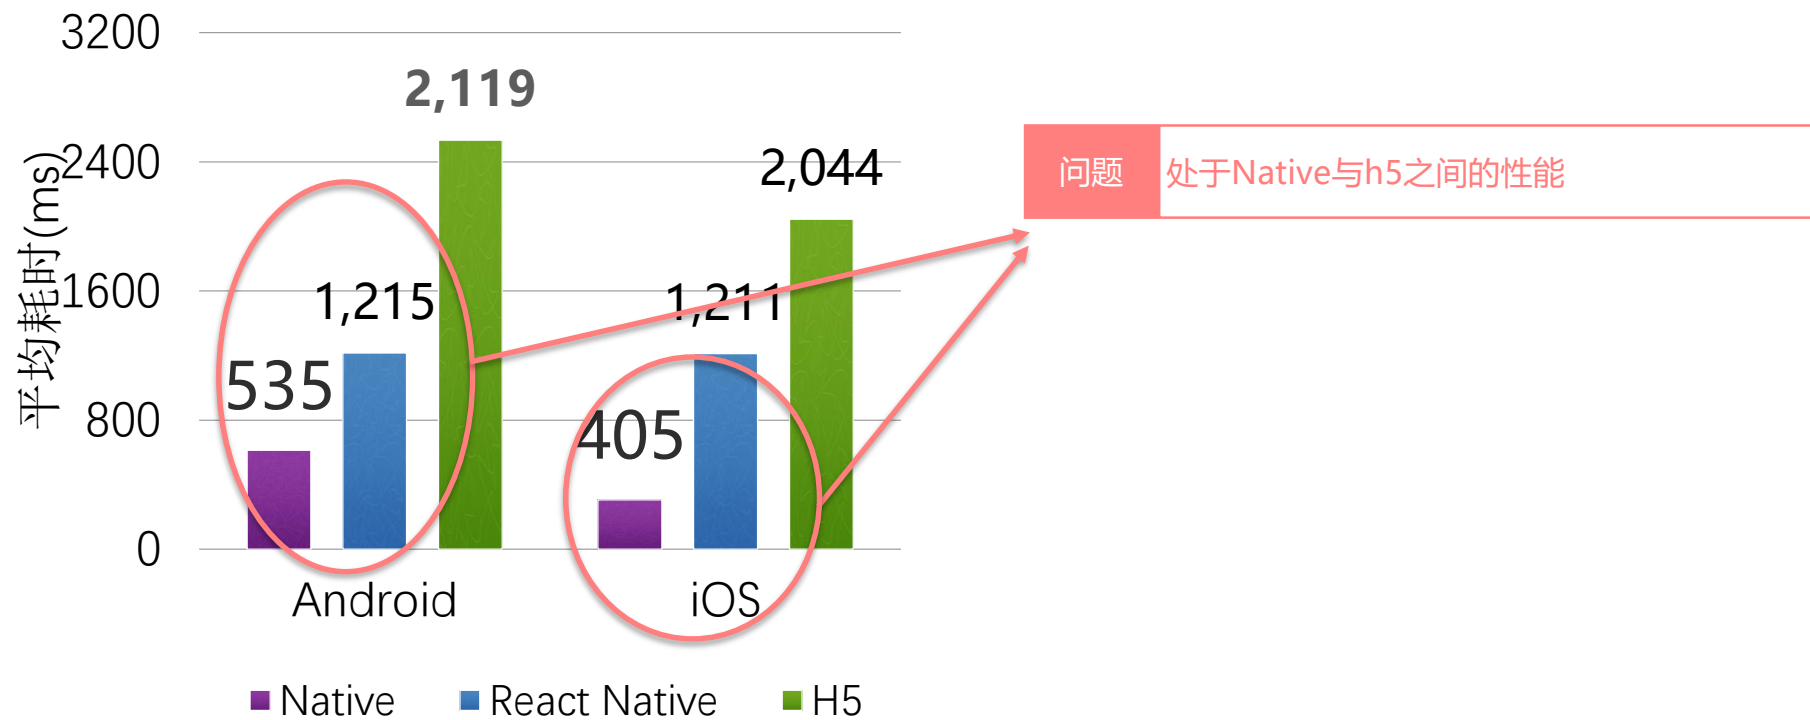 3200
2,119
2400
2,044
平均耗时(ms)
1600
1,215
1,211
535
800
405
0
Android
iOS
Native
React Native
H5
问题
处于Native与h5之间的性能